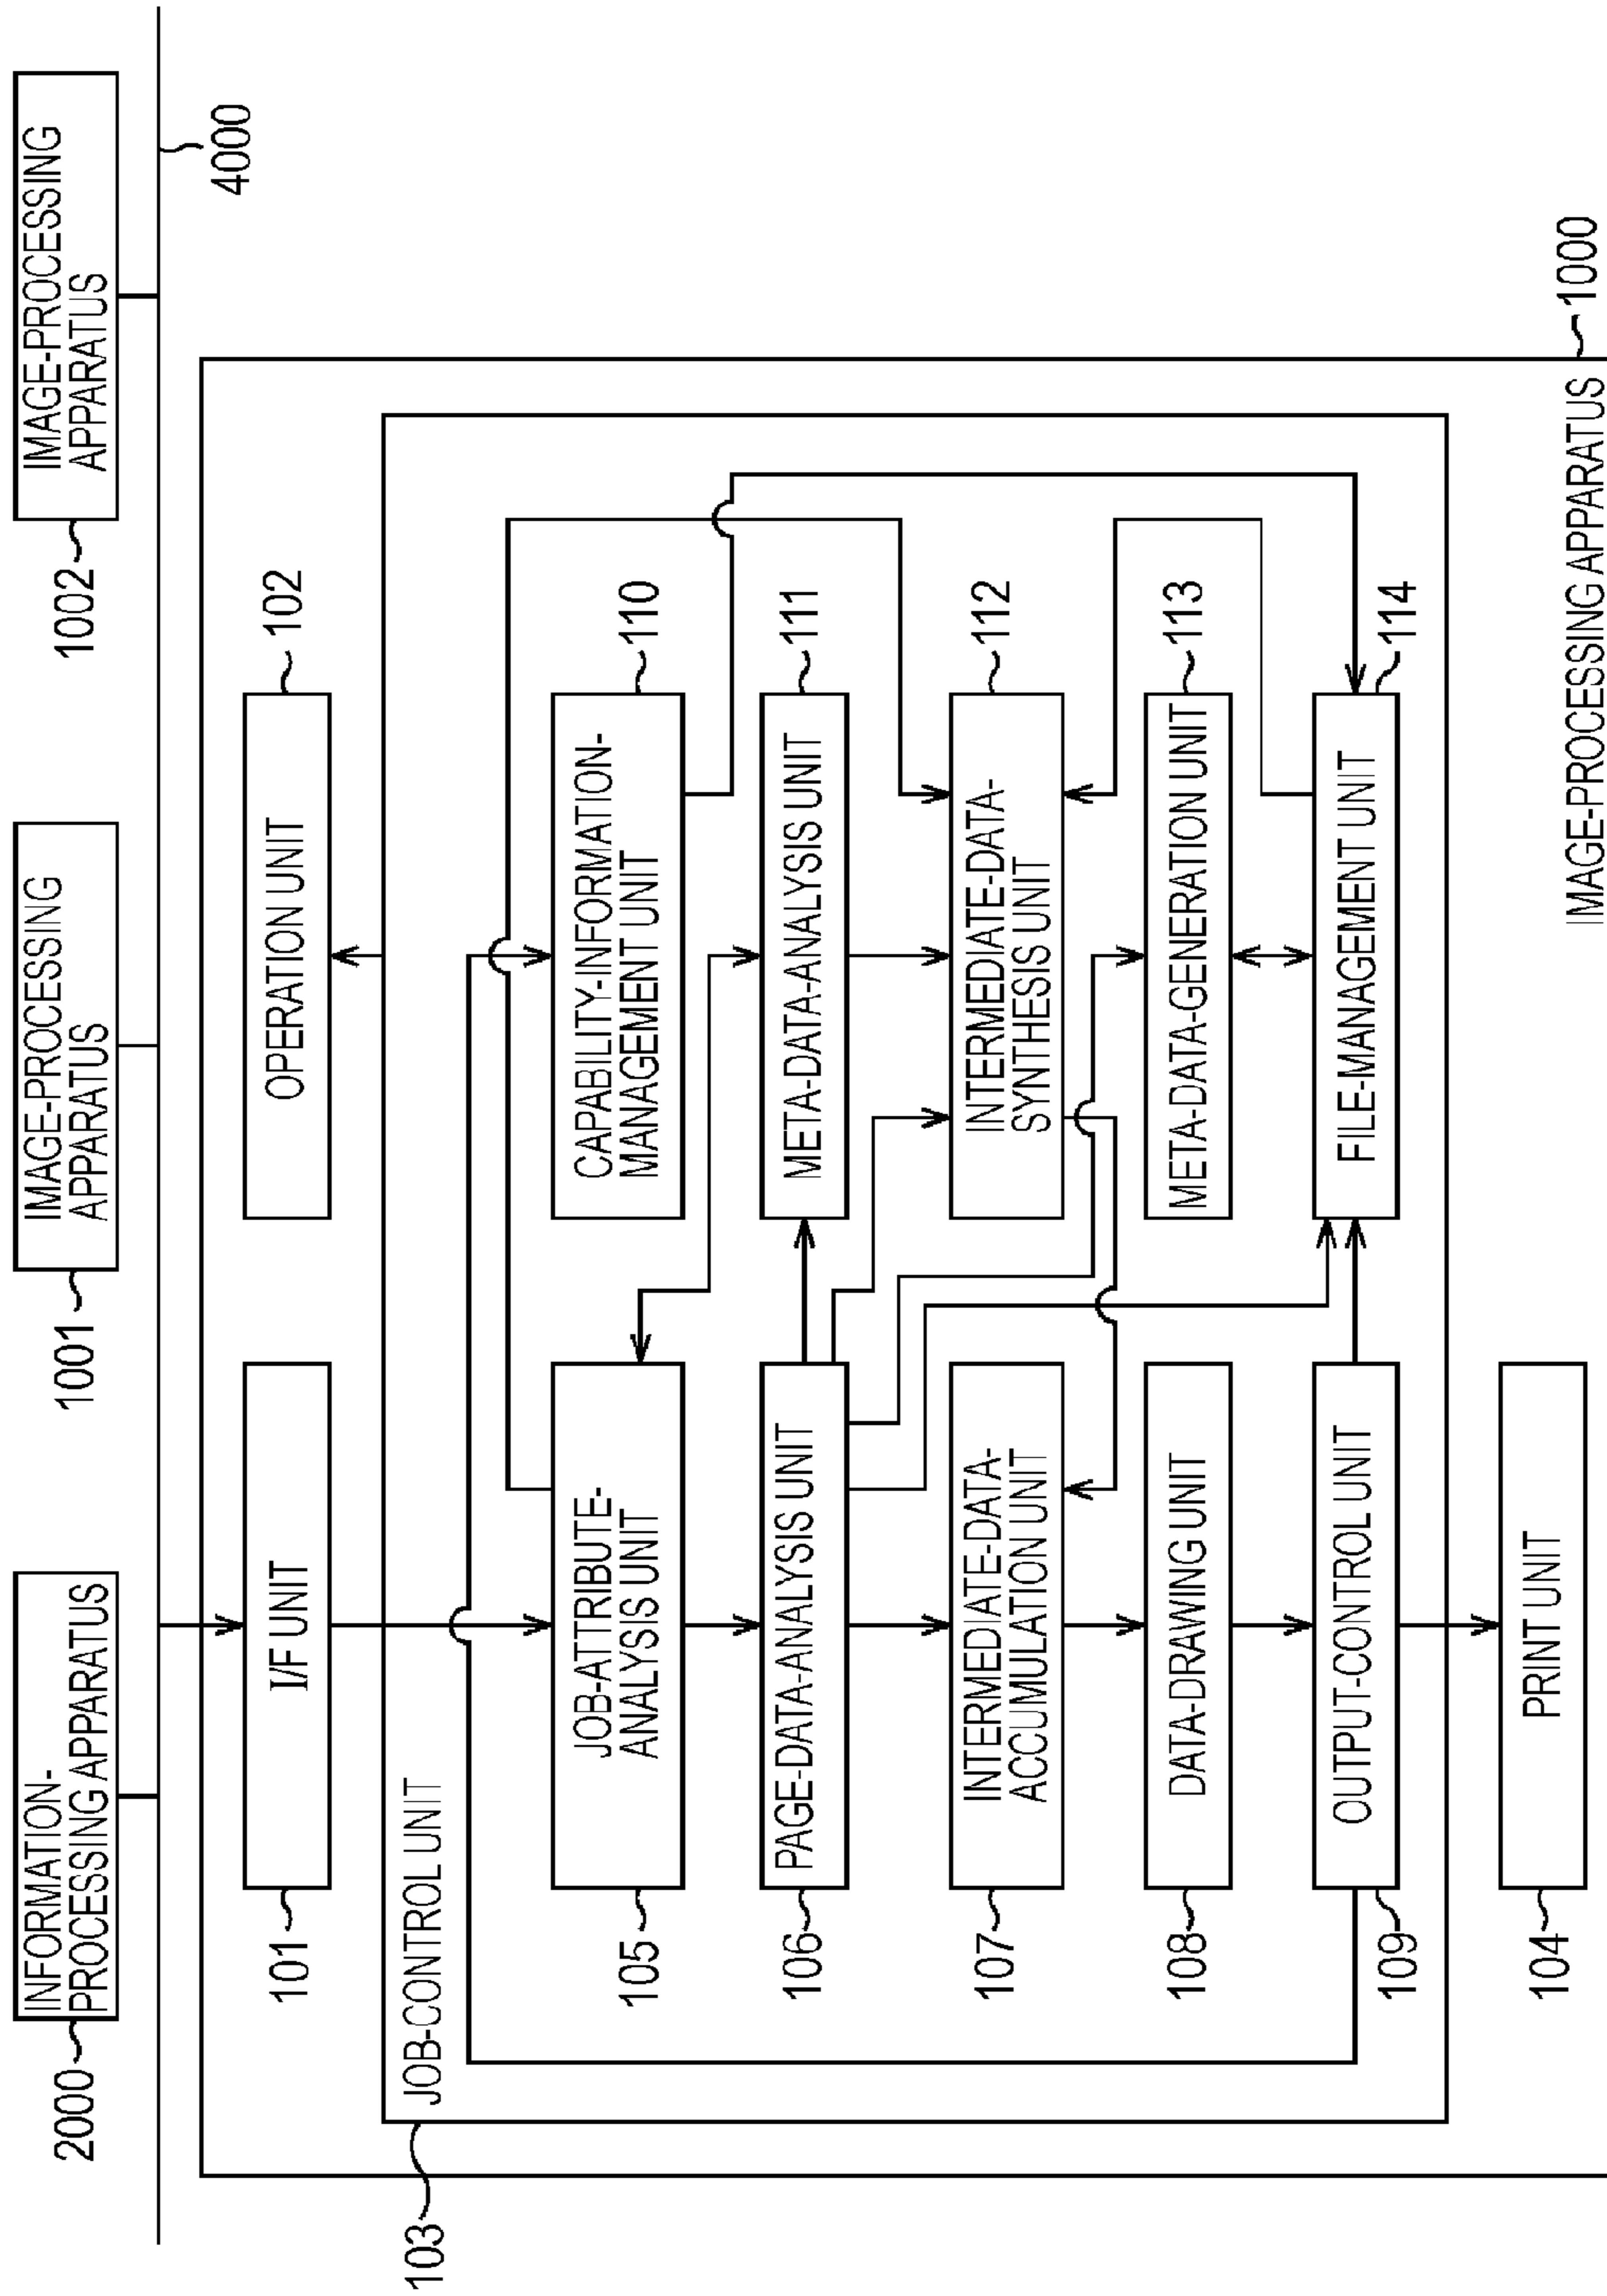 2000
INFORMATION-
PROCESSING APPARATUS
1001
IMAGE-PROCESSING
APPARATUS
1002
IMAGE-PROCESSING
APPARATUS
4000
101
I/F UNIT
OPERATION UNIT
102
103
JOB-CONTROL UNIT
105
JOB-ATTRIBUTE-
ANALYSIS UNIT
CAPABILITY-INFORMATION-
MANAGEMENT UNIT
110
106
PAGE-DATA-ANALYSIS UNIT
META-DATA-ANALYSIS UNIT
111
107
INTERMEDIATE-DATA-
ACCUMULATION UNIT
INTERMEDIATE-DATA-
SYNTHESIS UNIT
112
108
DATA-DRAWING UNIT
META-DATA-GENERATION UNIT
113
109
OUTPUT-CONTROL UNIT
FILE-MANAGEMENT UNIT
114
104
PRINT UNIT
IMAGE-PROCESSING APPARATUS
1000